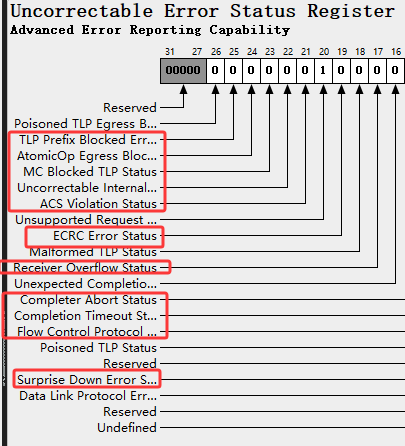 Uncorrectable Error Status Register
Advanced Error Reporting Capability
31 27 26 25 24 23 22 21 20 19 18 17 16
00000 0 0 0 0 0 0 1 0 0 0 0
Reserved
Poisoned TLP Egress B...
TLP Prefix Blocked Err...
AtomicOp Egress Bloc...
MC Blocked TLP Status
Uncorrectable Internal...
ACS Violation Status
Unsupported Request ...
ECRC Error Status
Malformed TLP Status
Receiver Overflow Status
Unexpected Completio...
Completer Abort Status
Completion Timeout St...
Flow Control Protocol ...
Poisoned TLP Status
Reserved
Surprise Down Error S...
Data Link Protocol Err...
Reserved
Undefined